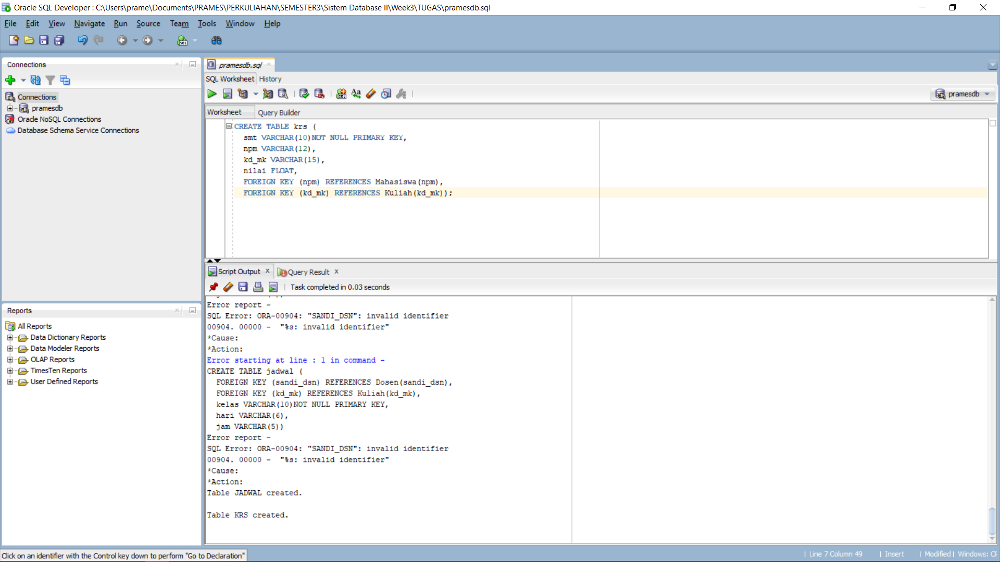 Oracle SQL Developer : C:\Users\prame\Documents\PRAMES\PERKULIAHAN\SEMESTER3\Sistem Database II\Week3\TUGAS\pramesdb.sql
File Edit View Navigate Run Source Team Tools Window Help
Connections
Connections
pramesdb
Oracle NoSQL Connections
Database Schema Service Connections
Reports
All Reports
Data Dictionary Reports
Data Modeler Reports
OLAP Reports
TimesTen Reports
User Defined Reports
pramesdb.sql
SQL Worksheet History
pramesdb
Worksheet Query Builder
CREATE TABLE krs (
smt VARCHAR(10)NOT NULL PRIMARY KEY,
npm VARCHAR(12),
kd_mk VARCHAR(15),
nilai FLOAT,
FOREIGN KEY (npm) REFERENCES Mahasiswa(npm),
FOREIGN KEY (kd_mk) REFERENCES Kuliah(kd_mk));
Script Output Query Result
Task completed in 0.03 seconds
Error report -
SQL Error: ORA-00904: "SANDI_DSN": invalid identifier
00904. 00000 - "%s: invalid identifier"
*Cause:
*Action:
Error starting at line : 1 in command -
CREATE TABLE jadwal (
FOREIGN KEY (sandi_dsn) REFERENCES Dosen(sandi_dsn),
FOREIGN KEY (kd_mk) REFERENCES Kuliah(kd_mk),
kelas VARCHAR(10)NOT NULL PRIMARY KEY,
hari VARCHAR(6),
jam VARCHAR(5))
Error report -
SQL Error: ORA-00904: "SANDI_DSN": invalid identifier
00904. 00000 - "%s: invalid identifier"
*Cause:
*Action:
Table JADWAL created.
Table KRS created.
Click on an identifier with the Control key down to perform "Go to Declaration"
Line 7 Column 49 Insert Modified Windows: